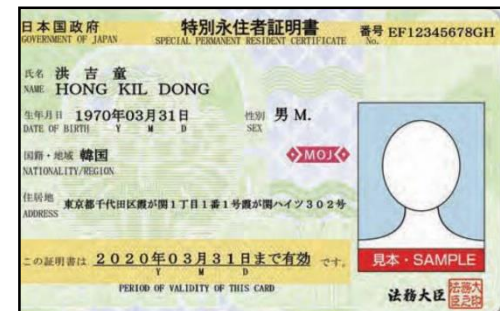 日本国政府 特別永住者証明書 番号 EF12345678GH
GOVERNMENT OF JAPAN SPECIAL PERMANENT RESIDENT CERTIFICATE No.
氏名 洪 吉 童
NAME HONG KIL DONG
生年月日 1970年03月31日 性別 男 M.
DATE OF BIRTH Y M D SEX
国籍・地域 韓国
NATIONALITY/REGION
MOJ
住居地 東京都千代田区霞が関1丁目1番1号霞が関ハイツ302号
ADDRESS
この証明書は 2020年03月31日まで有効 です。
Y M D
PERIOD OF VALIDITY OF THIS CARD
見本・SAMPLE
法務大臣